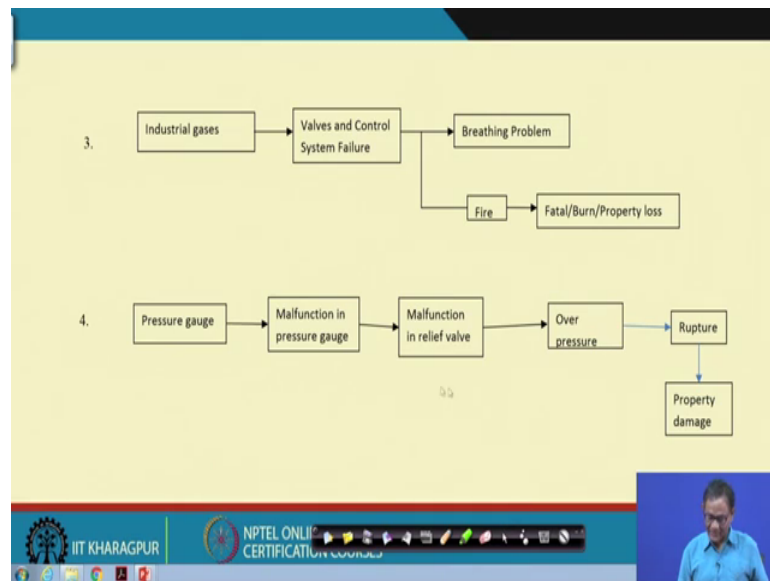 3.
Industrial gases
Valves and Control
System Failure
Breathing Problem
Fire
Fatal/Burn/Property loss
4.
Pressure gauge
Malfunction in
pressure gauge
Malfunction
in relief valve
Over
pressure
Rupture
Property
damage
IIT KHARAGPUR
NPTEL ONLI
CERTIFICATION COURSES